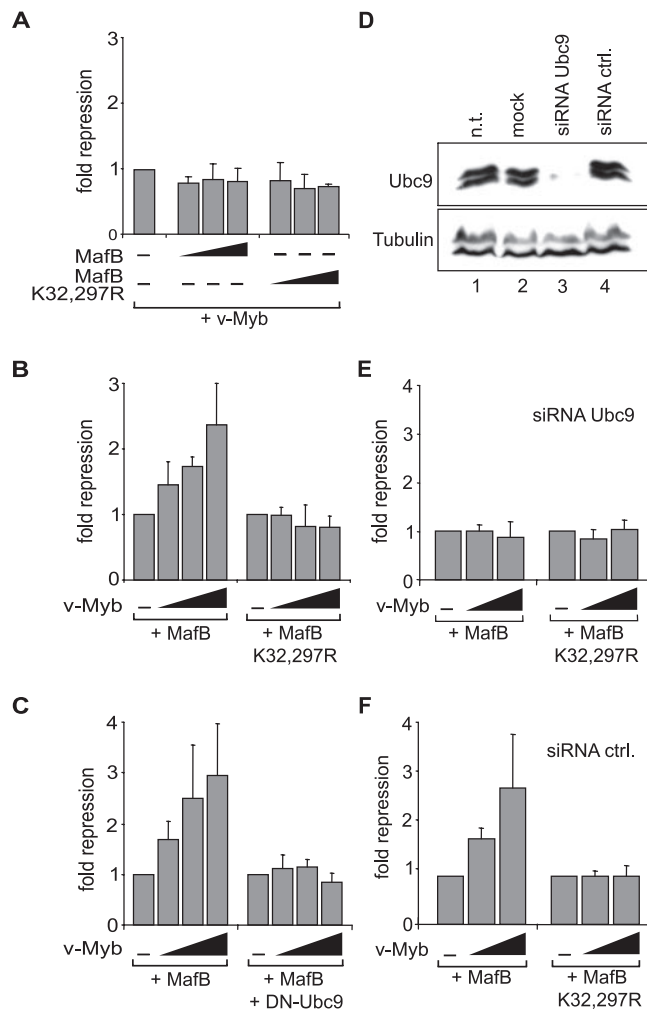 A
fold repression
3
2
1
0
MafB
– – – –
MafB
K32,297R
– – – –
+ v-Myb
B
fold repression
3
2
1
0
v-Myb
– –
+ MafB
+ MafB
K32,297R
C
fold repression
4
3
2
1
0
v-Myb
– –
+ MafB
+ MafB
+ DN-Ubc9
D
n.t.
mock
siRNA Ubc9
siRNA ctrl.
Ubc9
Tubulin
1 2 3 4
E
siRNA Ubc9
fold repression
4
3
2
1
0
v-Myb
– –
+ MafB
+ MafB
K32,297R
F
siRNA ctrl.
fold repression
4
3
2
1
0
v-Myb
– –
+ MafB
+ MafB
K32,297R